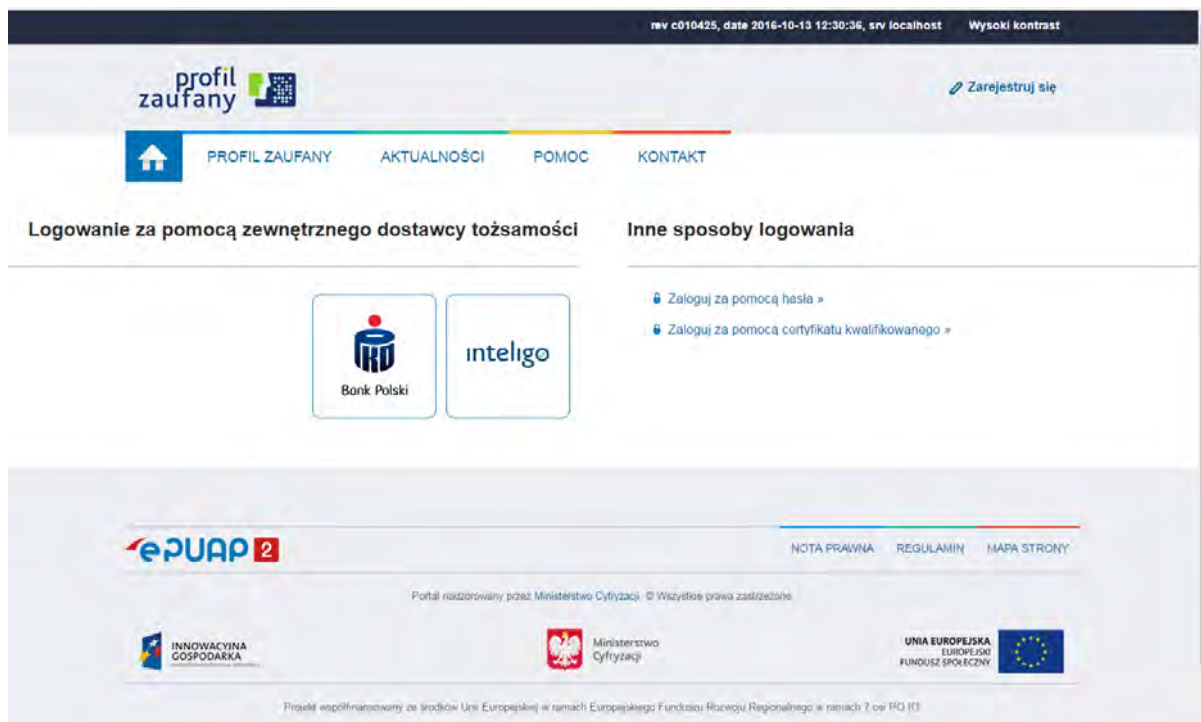 rev c010425, date 2016-10-13 12:30:36, srv localhost Wysoki kontrast
profil
zaufany
Zarejestruj się
PROFIL ZAUFANY AKTUALNOŚCI POMOC KONTAKT
Logowanie za pomocą zewnętrznego dostawcy tożsamości
Bank Polski
inteligo
Inne sposoby logowania
Zaloguj za pomocą hasła »
Zaloguj za pomocą certyfikatu kwalifikowanego »
ePUAP 2
NOTA PRAWNA REGULAMIN MAPA STRONY
Portal nadzorowany przez Ministerstwo Cyfryzacji. © Wszystkie prawa zastrzeżone.
INNOWACYJNA
GOSPODARKA
Ministerstwo
Cyfryzacji
UNIA EUROPEJSKA
EUROPEJSKI
FUNDUSZ SPOŁECZNY
Projekt współfinansowany ze środków Unii Europejskiej w ramach Europejskiego Funduszu Rozwoju Regionalnego w ramach 7 osi PO IG